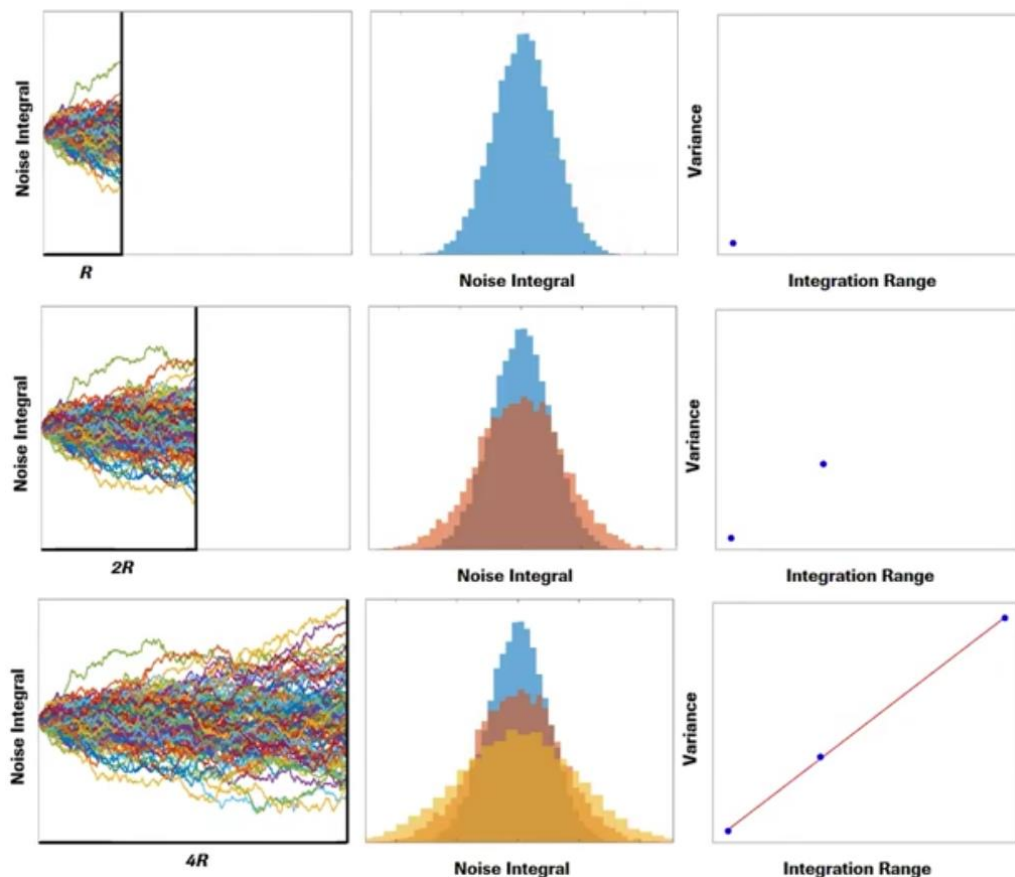 Noise Integral
R
Noise Integral
Variance
Integration Range
Noise Integral
2R
Noise Integral
Variance
Integration Range
Noise Integral
4R
Noise Integral
Variance
Integration Range